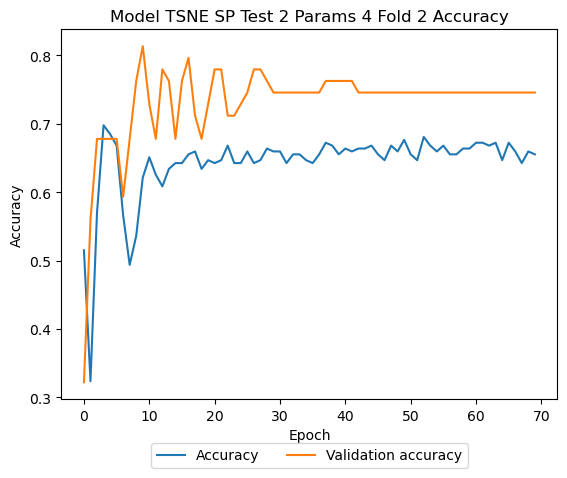 Model TSNE SP Test 2 Params 4 Fold 2 Accuracy
0.8
0.7
0.6
0.5
0.4
0.3
Accuracy
0 10 20 30 40 50 60 70
Epoch
Accuracy Validation accuracy